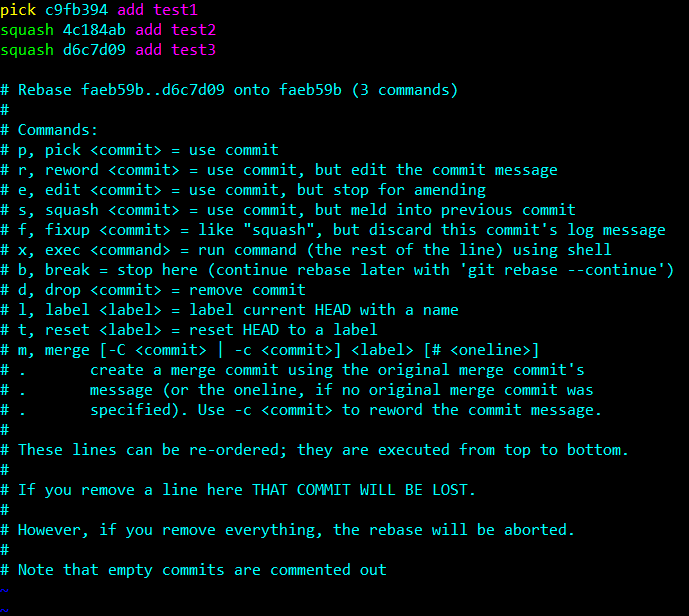 pick c9fb394 add test1
squash 4c184ab add test2
squash d6c7d09 add test3

# Rebase faeb59b..d6c7d09 onto faeb59b (3 commands)
#
# Commands:
# p, pick <commit> = use commit
# r, reword <commit> = use commit, but edit the commit message
# e, edit <commit> = use commit, but stop for amending
# s, squash <commit> = use commit, but meld into previous commit
# f, fixup <commit> = like "squash", but discard this commit's log message
# x, exec <command> = run command (the rest of the line) using shell
# b, break = stop here (continue rebase later with 'git rebase --continue')
# d, drop <commit> = remove commit
# l, label <label> = label current HEAD with a name
# t, reset <label> = reset HEAD to a label
# m, merge [-C <commit> | -c <commit>] <label> [# <oneline>]
# .       create a merge commit using the original merge commit's
# .       message (or the oneline, if no original merge commit was
# .       specified). Use -c <commit> to reword the commit message.
#
# These lines can be re-ordered; they are executed from top to bottom.
#
# If you remove a line here THAT COMMIT WILL BE LOST.
#
# However, if you remove everything, the rebase will be aborted.
#
# Note that empty commits are commented out
~
~